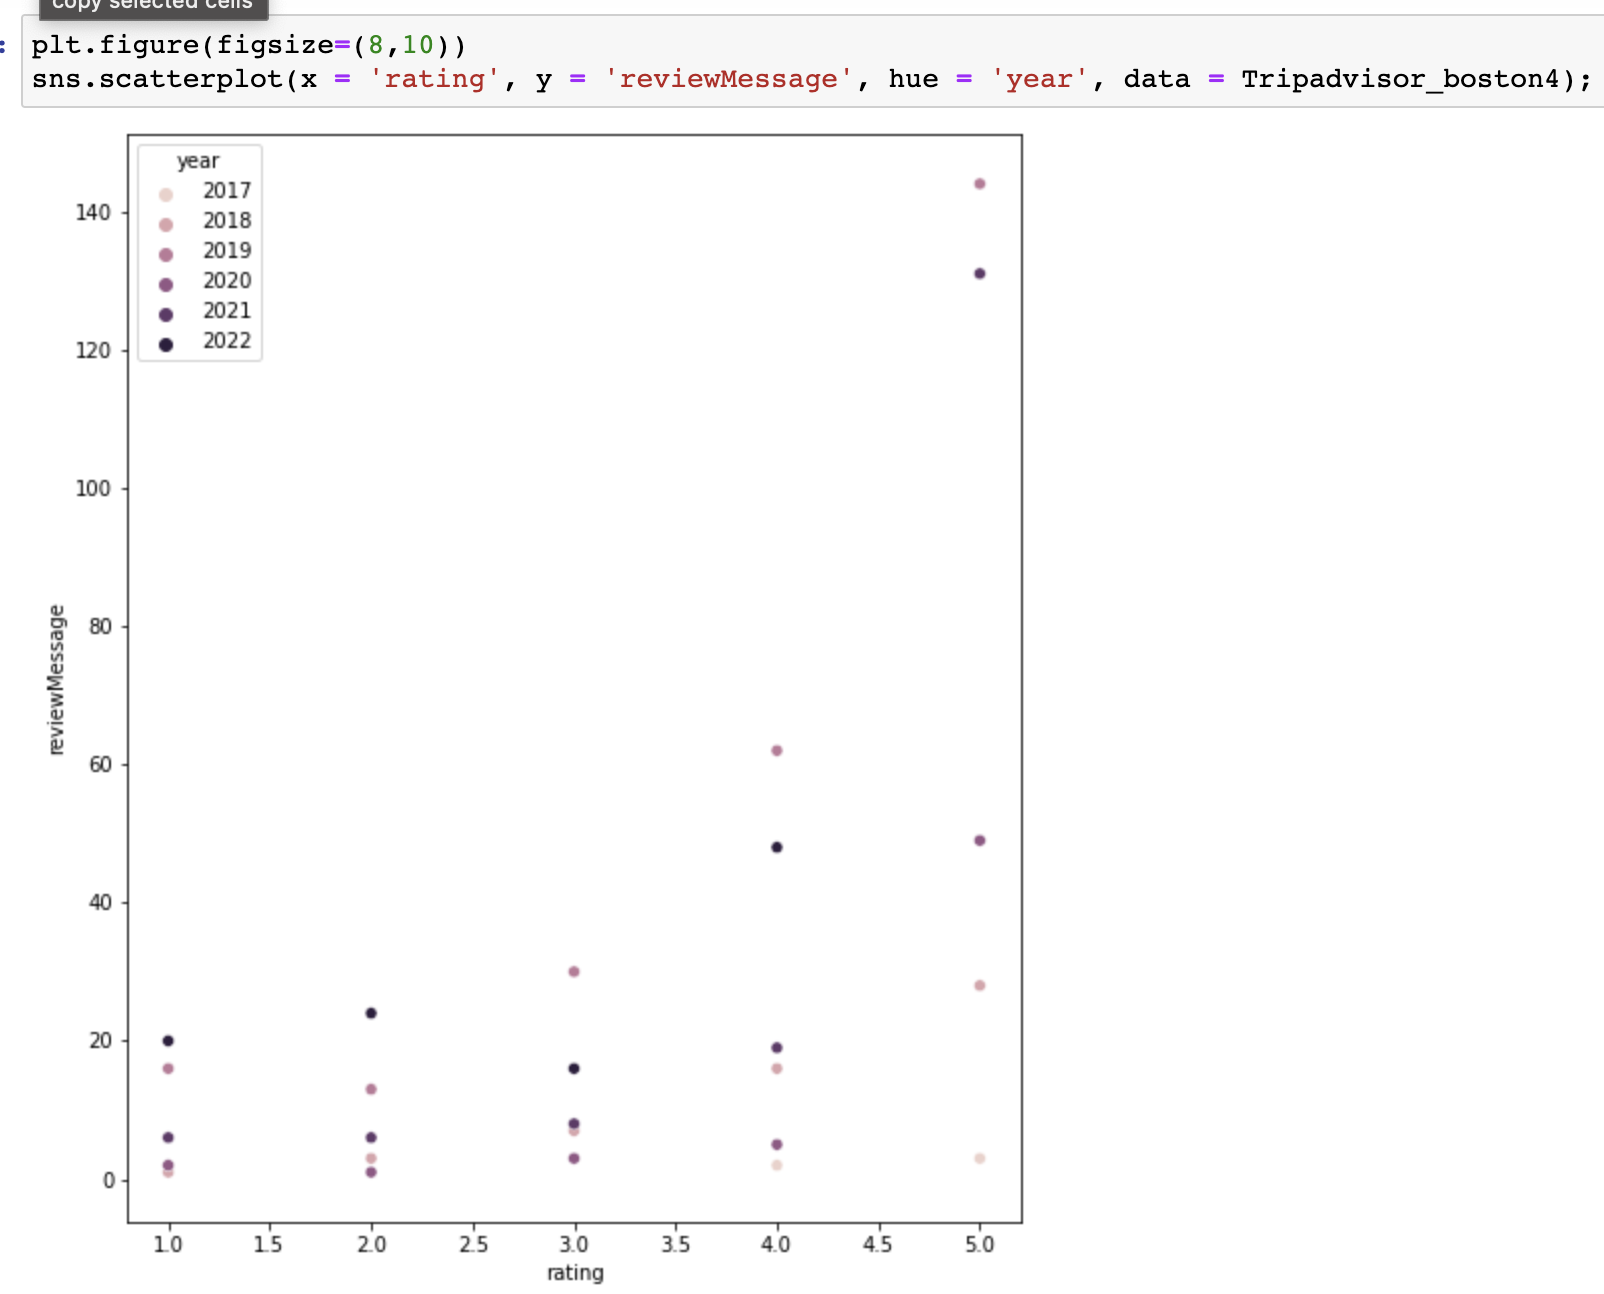 copy selected cells
: plt.figure(figsize=(8,10))
sns.scatterplot(x = 'rating', y = 'reviewMessage', hue = 'year', data = Tripadvisor_boston4);
year
2017
2018
2019
2020
2021
2022
140
120
100
80
60
40
20
0
reviewMessage
1.0 1.5 2.0 2.5 3.0 3.5 4.0 4.5 5.0
rating